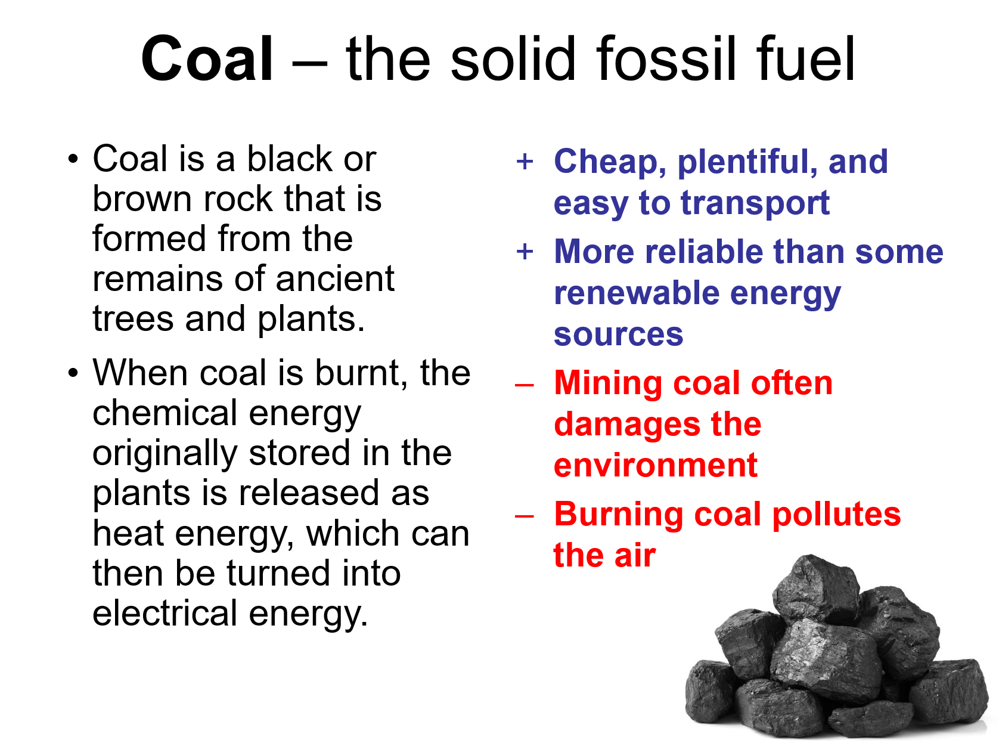 Coal – the solid fossil fuel
• Coal is a black or
brown rock that is
formed from the
remains of ancient
trees and plants.
• When coal is burnt, the
chemical energy
originally stored in the
plants is released as
heat energy, which can
then be turned into
electrical energy.
+ Cheap, plentiful, and
easy to transport
+ More reliable than some
renewable energy
sources
– Mining coal often
damages the
environment
– Burning coal pollutes
the air